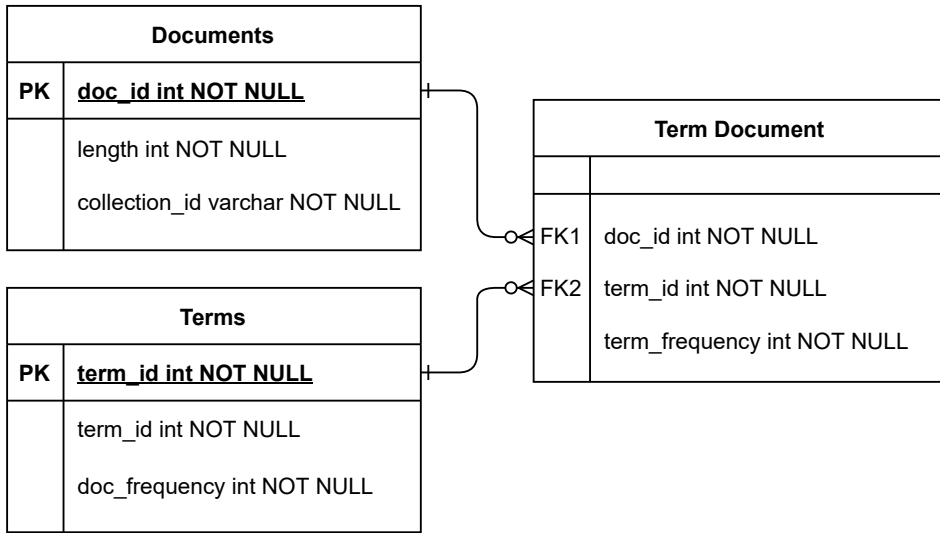 Documents
PK doc_id int NOT NULL
length int NOT NULL
collection_id varchar NOT NULL
Terms
PK term_id int NOT NULL
term_id int NOT NULL
doc_frequency int NOT NULL
Term Document
FK1 doc_id int NOT NULL
FK2 term_id int NOT NULL
term_frequency int NOT NULL